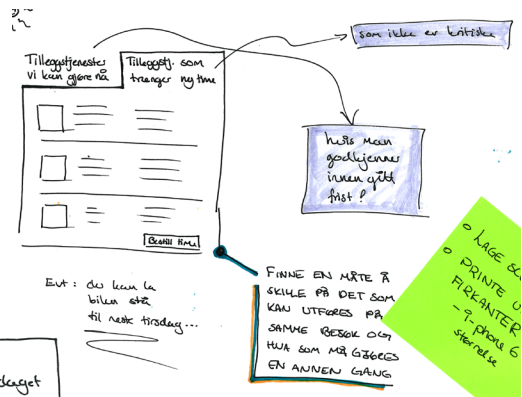 som ikke er kritiske
Tilleggstjenester
vi kan gjøre nå
Tilleggstj. som
trenger ny time
hvis man
godkjenner
innen gitt
frist?
Bestill time
Evt: du kan la
bilen stå
til neste tirsdag...
FINNE EN MÅTE Å
SKILLE PÅ DET SOM
KAN UTFØRES PÅ
SAMME BESØK OG
HVA SOM MÅ GJØRES
EN ANNEN GANG
LAGE
PRINTE
FIRKANTER
- i-phone 6
størrelse